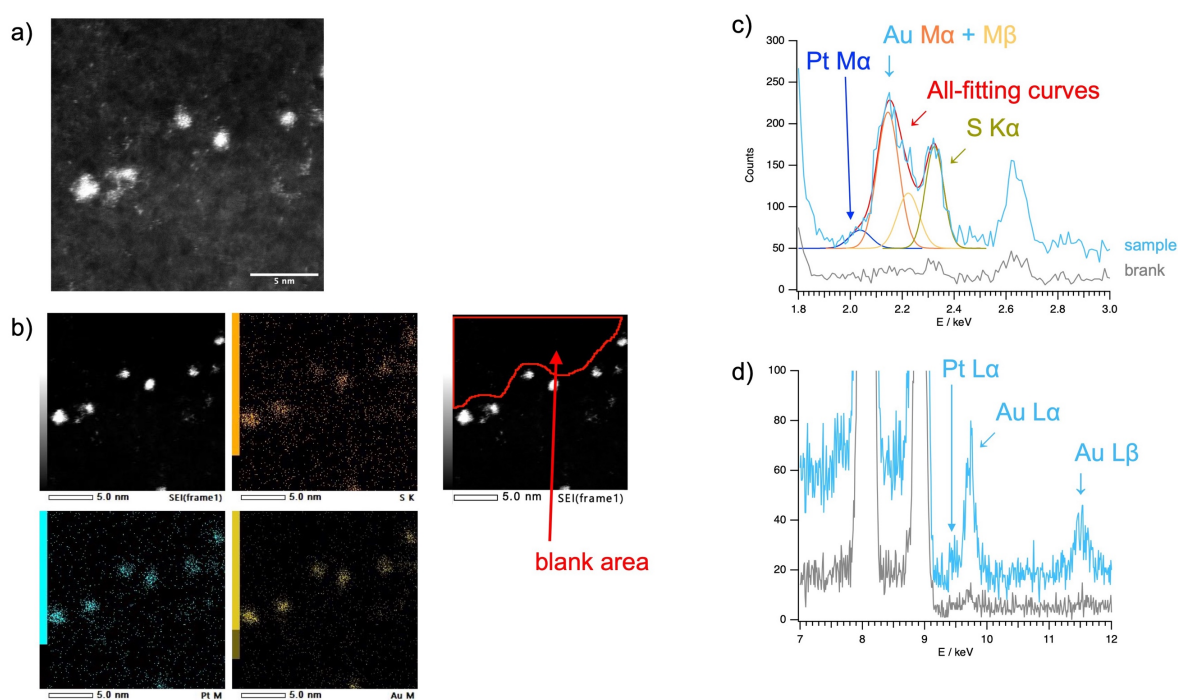 a)
5 nm
b)
5.0 nm
SEI(frame1)
5.0 nm
S K
5.0 nm
SEI(frame1)
5.0 nm
Pt M
5.0 nm
Au M
blank area
c)
Au Mα + Mβ
Pt Mα
All-fitting curves
S Kα
300
250
200
150
100
50
0
Counts
sample
brank
1.8
2.0
2.2
2.4
2.6
2.8
3.0
E / keV
d)
Pt Lα
Au Lα
Au Lβ
100
80
60
40
20
0
7
8
9
10
11
12
E / keV